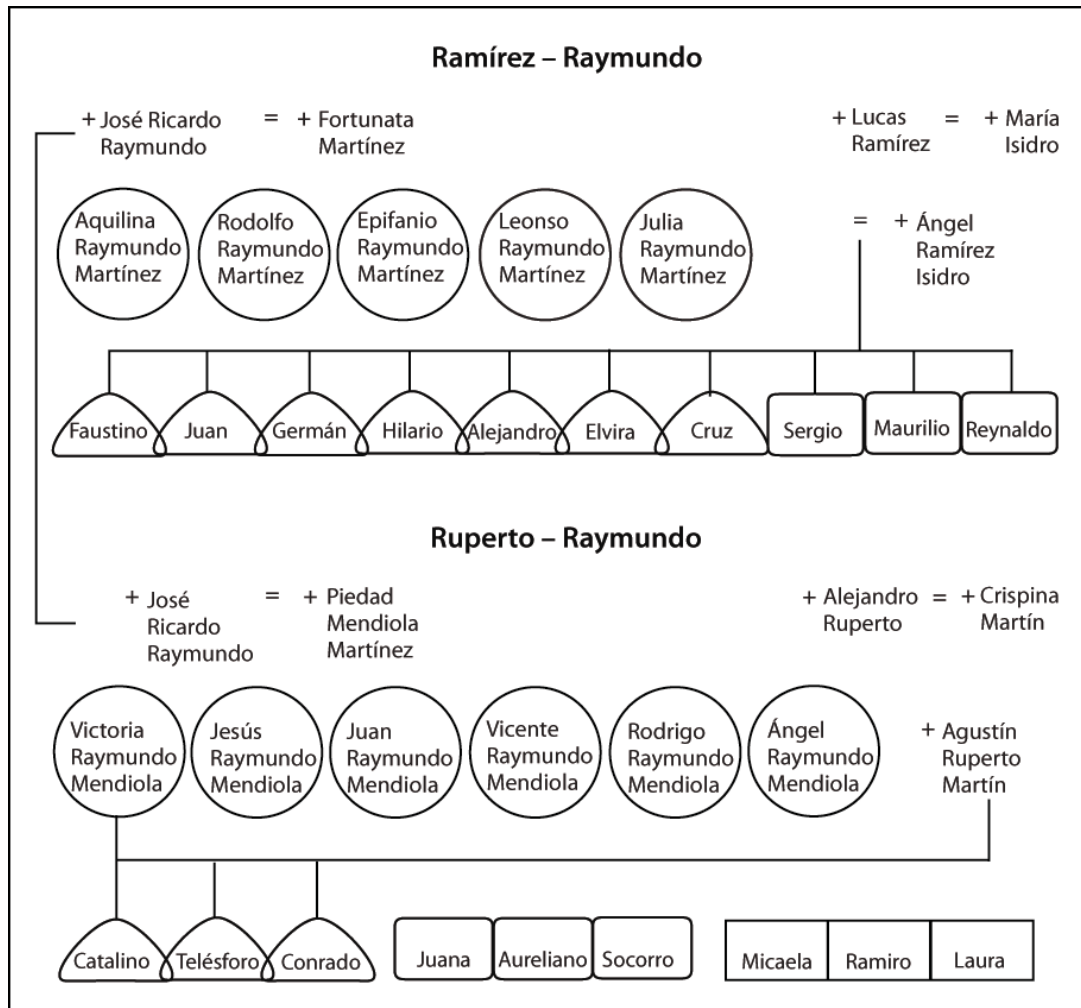 Ramírez – Raymundo
+ José Ricardo = + Fortunata + Lucas = + María
Raymundo Martínez Ramírez Isidro
Aquilina Rodolfo Epifanio Leonso Julia = + Ángel
Raymundo Raymundo Raymundo Raymundo Raymundo Ramírez
Martínez Martínez Martínez Martínez Martínez Isidro
Faustino Juan Germán Hilario Alejandro Elvira Cruz Sergio Maurilio Reynaldo
Ruperto – Raymundo
+ José = + Piedad + Alejandro = + Crispina
Ricardo Mendiola Ruperto Martín
Raymundo Martínez
Victoria Jesús Juan Vicente Rodrigo Ángel + Agustín
Raymundo Raymundo Raymundo Raymundo Raymundo Raymundo Ruperto
Mendiola Mendiola Mendiola Mendiola Mendiola Mendiola Martín
Catalino Telésforo Conrado Juana Aureliano Socorro Micaela Ramiro Laura